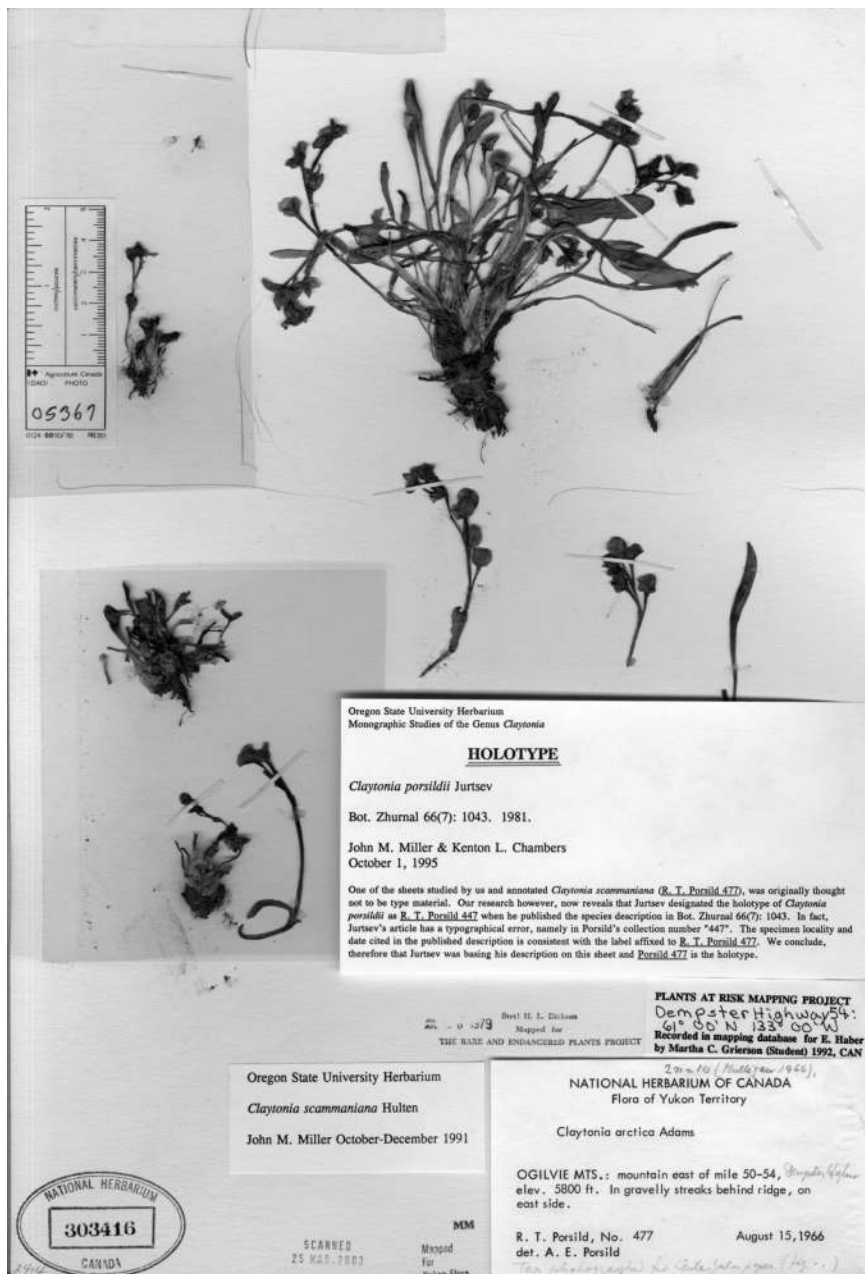 Agriculture Canada
(DAO) PHOTO
05367
Oregon State University Herbarium
Monographic Studies of the Genus Claytonia
HOLOTYPE
Claytonia porsildii Jurtsev
Bot. Zhurnal 66(7): 1043. 1981.
John M. Miller & Kenton L. Chambers
October 1, 1995
One of the sheets studied by us and annotated Claytonia scammaniana (R. T. Porsild 477), was originally thought
not to be type material. Our research however, now reveals that Jurtsev designated the holotype of Claytonia
porsildii as R. T. Porsild 447 when he published the species description in Bot. Zhurnal 66(7): 1043. In fact,
Jurtsev's article has a typographical error, namely in Porsild's collection number "447". The specimen locality and
date cited in the published description is consistent with the label affixed to R. T. Porsild 477. We conclude,
therefore that Jurtsev was basing his description on this sheet and Porsild 477 is the holotype.
1979
H. L. Dickson
Mapped for
THE RARE AND ENDANGERED PLANTS PROJECT
PLANTS AT RISK MAPPING PROJECT
Dempster Highway 54:
61° 00' N 133° 00' W
Recorded in mapping database for E. Haber
by Martha C. Grierson (Student) 1992, CAN
Oregon State University Herbarium
Claytonia scammaniana Hulten
John M. Miller October-December 1991
(Mulligan 1966)
NATIONAL HERBARIUM OF CANADA
Flora of Yukon Territory
Claytonia arctica Adams
OGILVIE MTS.: mountain east of mile 50-54, Dempster Highw
elev. 5800 ft. In gravelly streaks behind ridge, on
east side.
R. T. Porsild, No. 477 August 15, 1966
det. A. E. Porsild
NATIONAL HERBARIUM
303416
CANADA
SCANNED
25 MAR. 2003
MM
Mapped
For
Yukon Flora